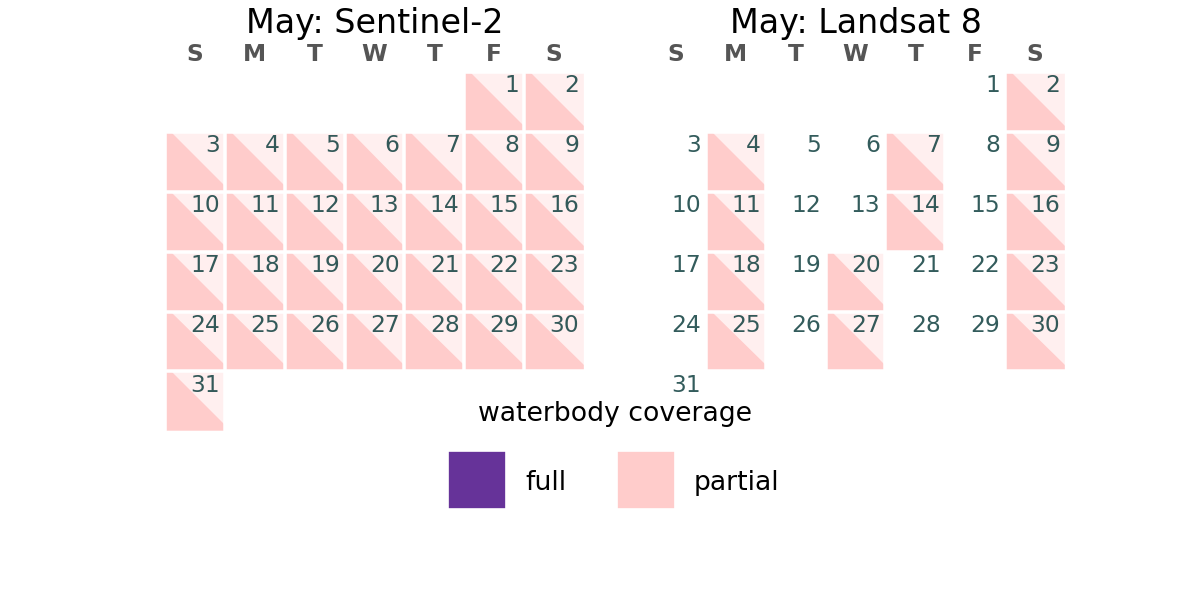 May: Sentinel-2
S M T W T F S
1 2
3 4 5 6 7 8 9
10 11 12 13 14 15 16
17 18 19 20 21 22 23
24 25 26 27 28 29 30
31
May: Landsat 8
S M T W T F S
1 2
3 4 5 6 7 8 9
10 11 12 13 14 15 16
17 18 19 20 21 22 23
24 25 26 27 28 29 30
31
waterbody coverage
full
partial